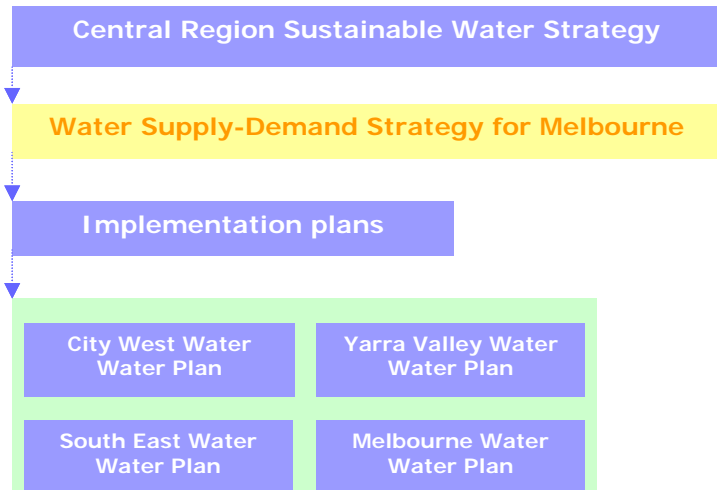 Central Region Sustainable Water Strategy
Water Supply-Demand Strategy for Melbourne
Implementation plans
City West Water
Water Plan
Yarra Valley Water
Water Plan
South East Water
Water Plan
Melbourne Water
Water Plan